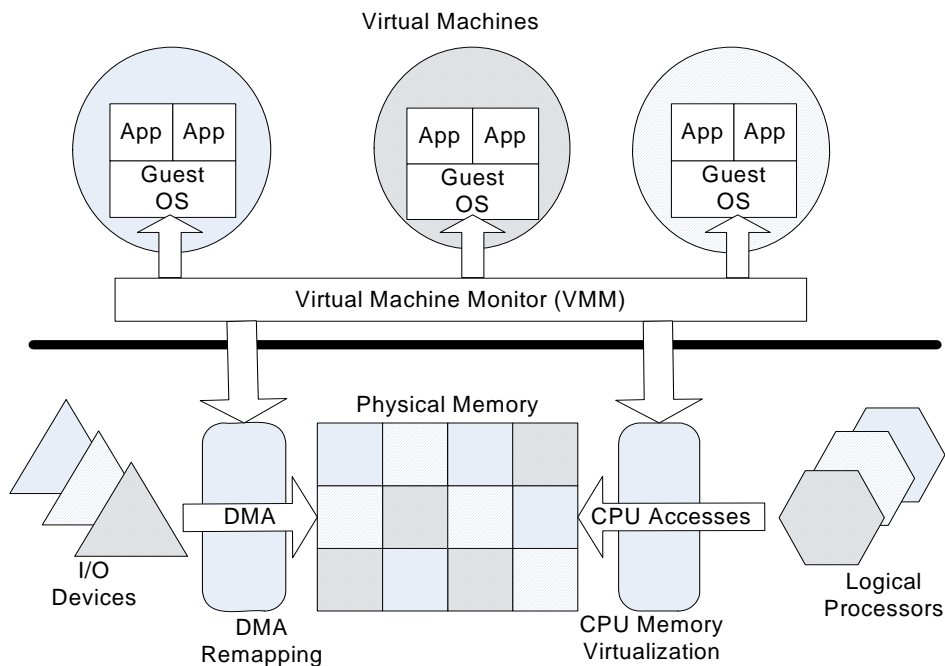 Virtual Machines
App App
Guest
OS
App App
Guest
OS
App App
Guest
OS
Virtual Machine Monitor (VMM)
Physical Memory
DMA
CPU Accesses
I/O
Devices
DMA
Remapping
CPU Memory
Virtualization
Logical
Processors